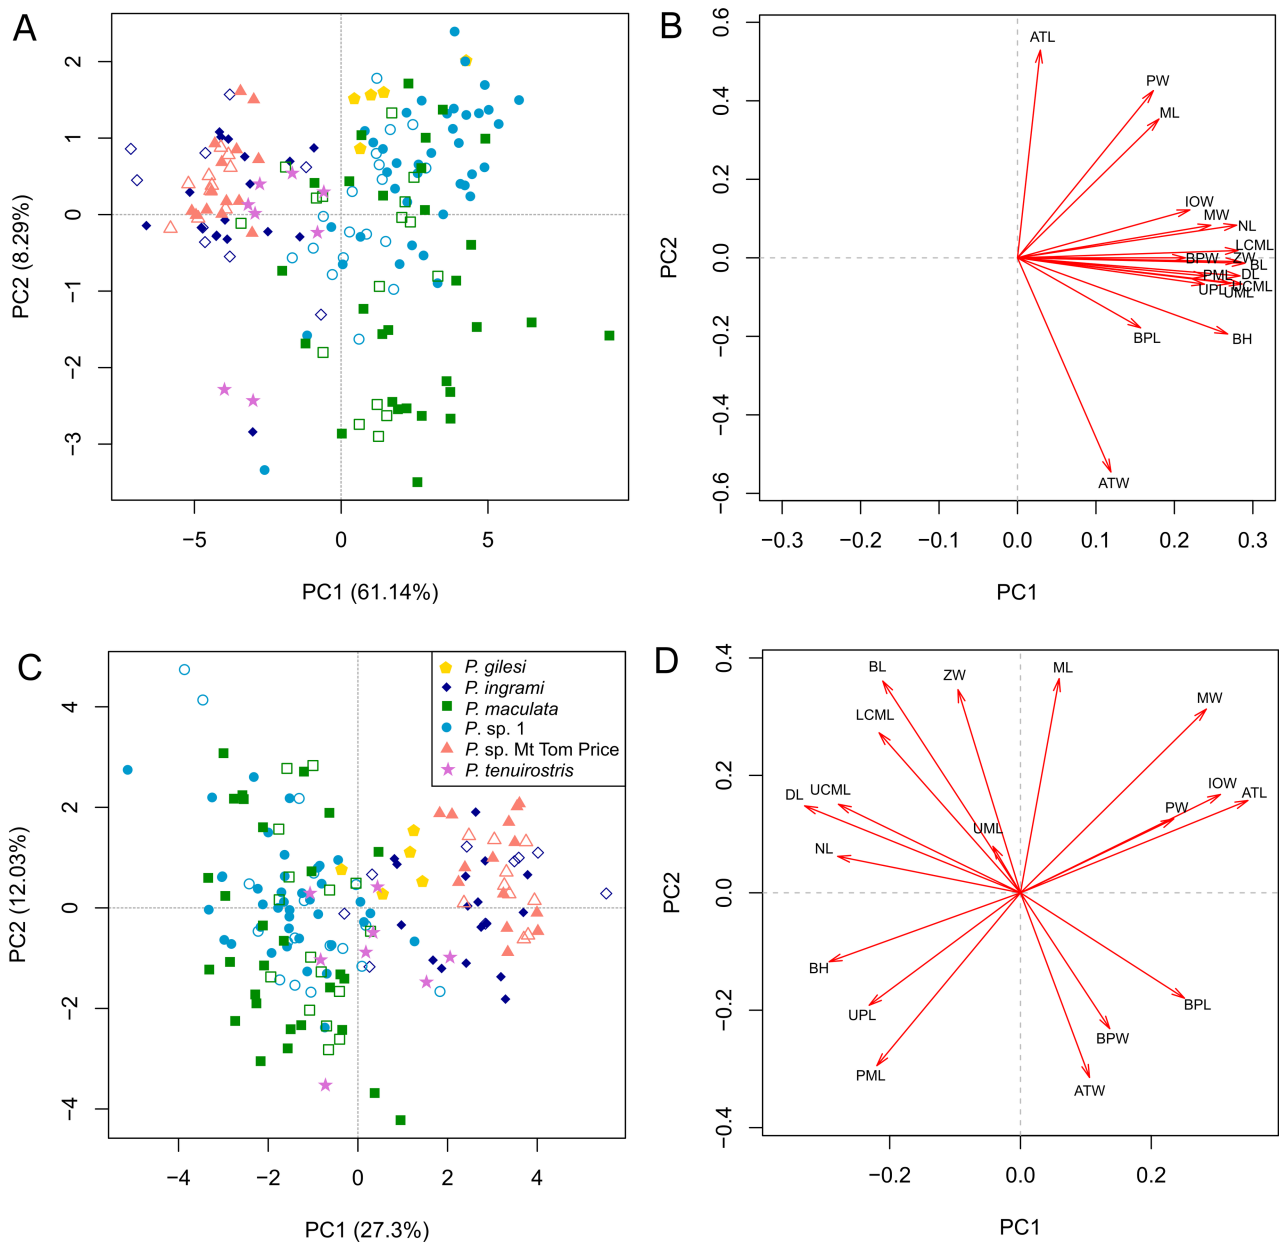 A
2
1
0
−1
−2
−3
PC2 (8.29%)
−5
0
5
PC1 (61.14%)
B
0.6
0.4
0.2
0.0
−0.2
−0.4
−0.6
PC2
ATL
PW
ML
IOW
MW
NL
LCML
BPW
ZW
BL
PML
DL
UPL
UCML
UML
BPL
BH
ATW
−0.3
−0.2
−0.1
0.0
0.1
0.2
0.3
PC1
C
4
2
0
−2
−4
PC2 (12.03%)
P. gilesi
P. ingrami
P. maculata
P. sp. 1
P. sp. Mt Tom Price
P. tenuirostris
−4
−2
0
2
4
PC1 (27.3%)
D
0.4
0.2
0.0
−0.2
−0.4
PC2
BL
ZW
ML
MW
LCML
DL
UCML
IOW
ATL
PW
UML
NL
BH
UPL
BPL
BPW
PML
ATW
−0.2
0.0
0.2
PC1